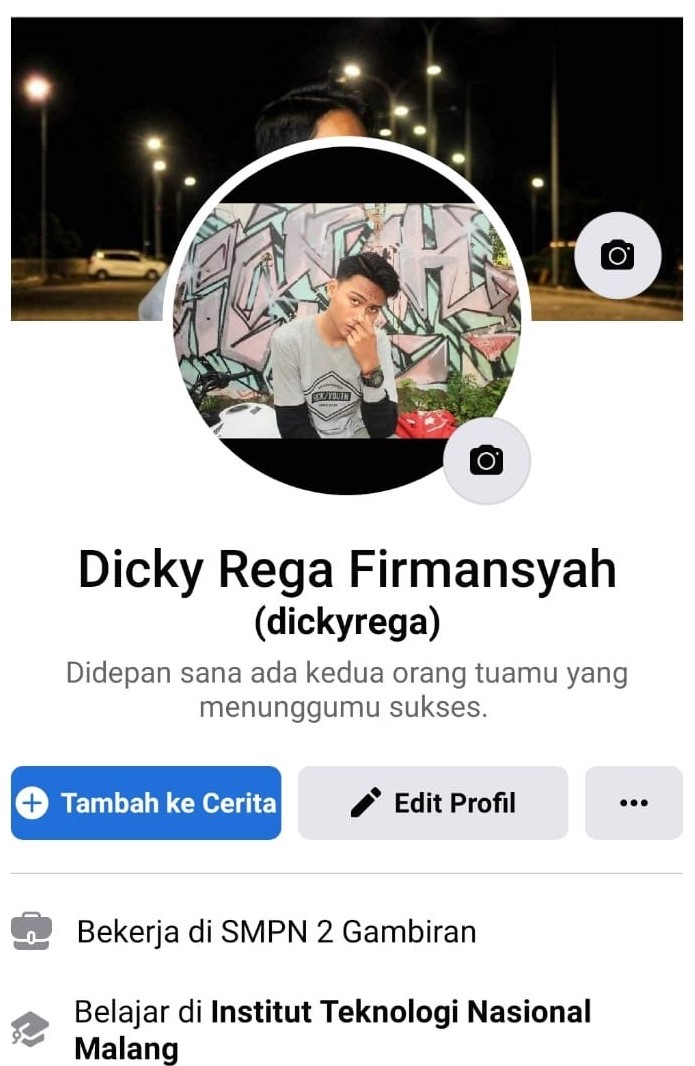 Dicky Rega Firmansyah
(dickyrega)
Didepan sana ada kedua orang tuamu yang
menunggumu sukses.
Tambah ke Cerita
Edit Profil
Bekerja di SMPN 2 Gambiran
Belajar di Institut Teknologi Nasional
Malang